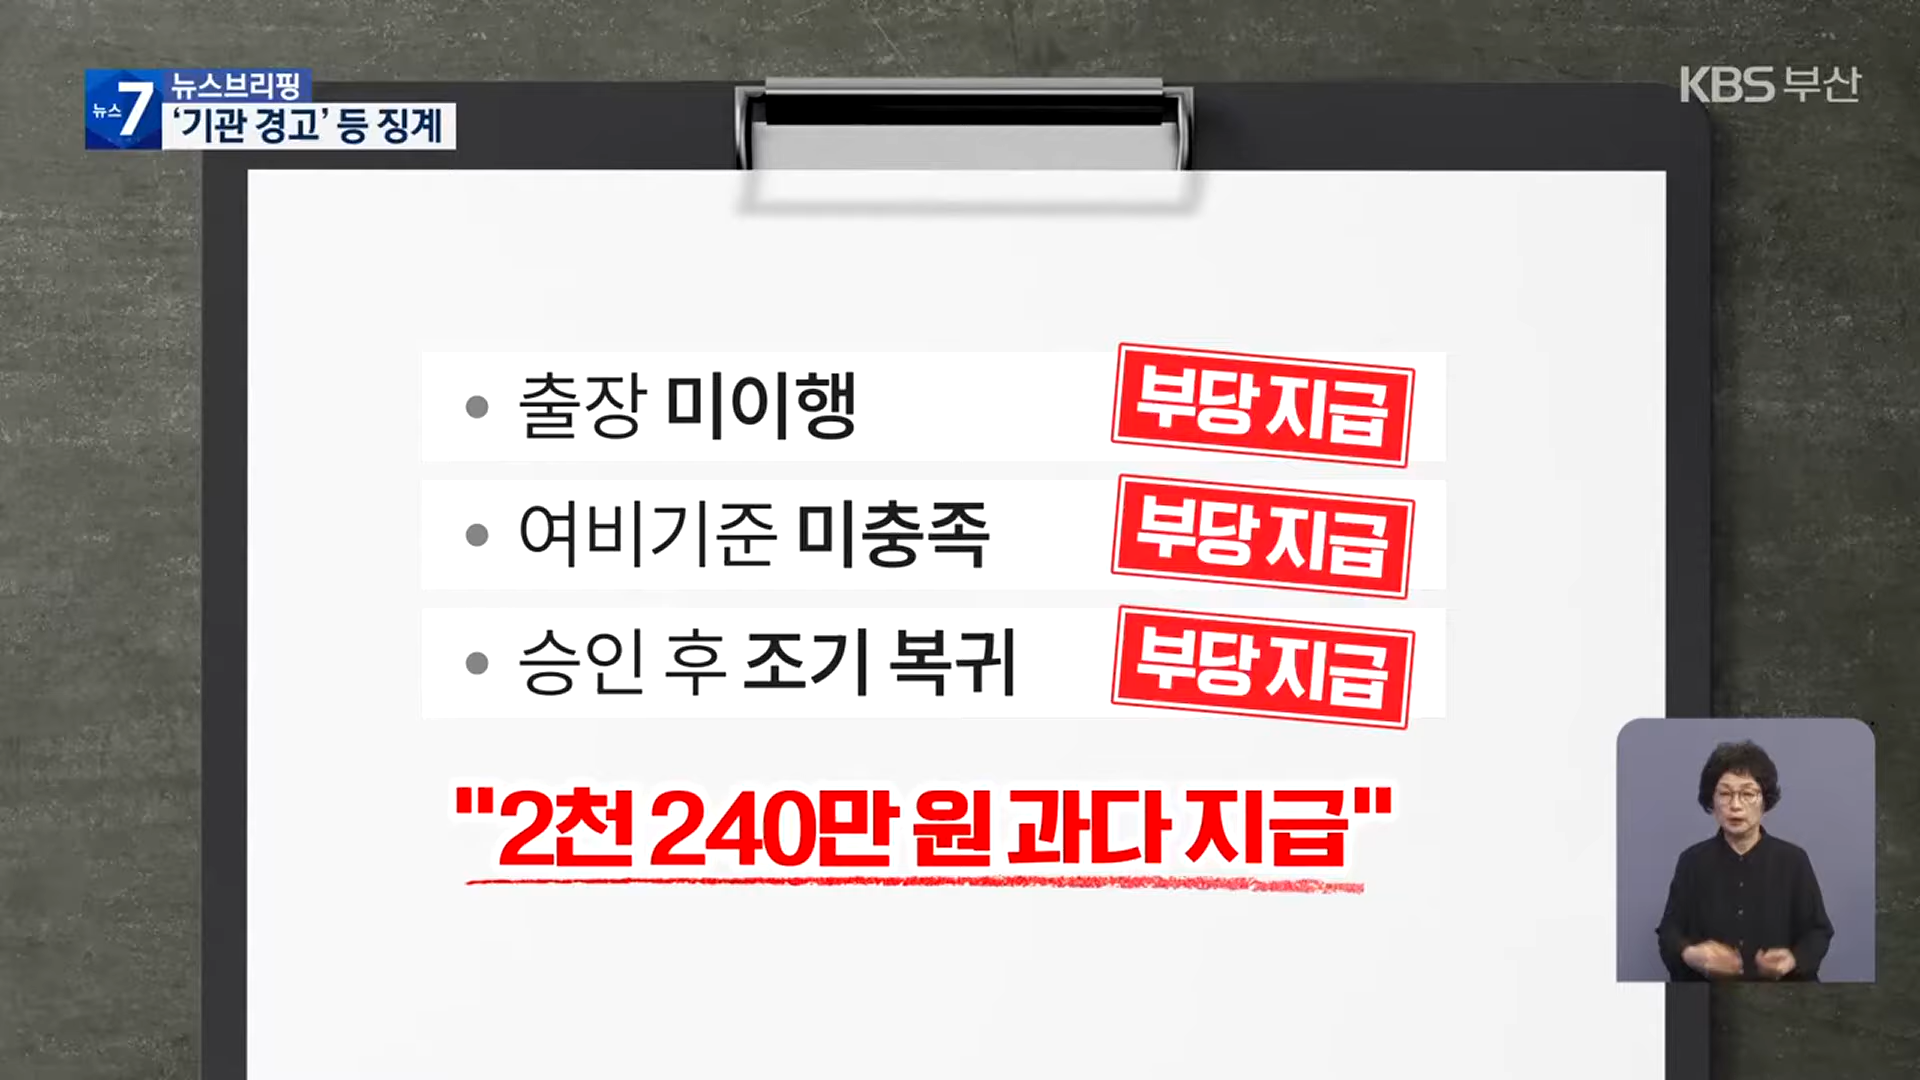 뉴스7
뉴스브리핑
‘기관 경고’ 등 징계
KBS 부산
• 출장 미이행
부당 지급
• 여비기준 미충족
부당 지급
• 승인 후 조기 복귀
부당 지급
"2천 240만 원 과다 지급"